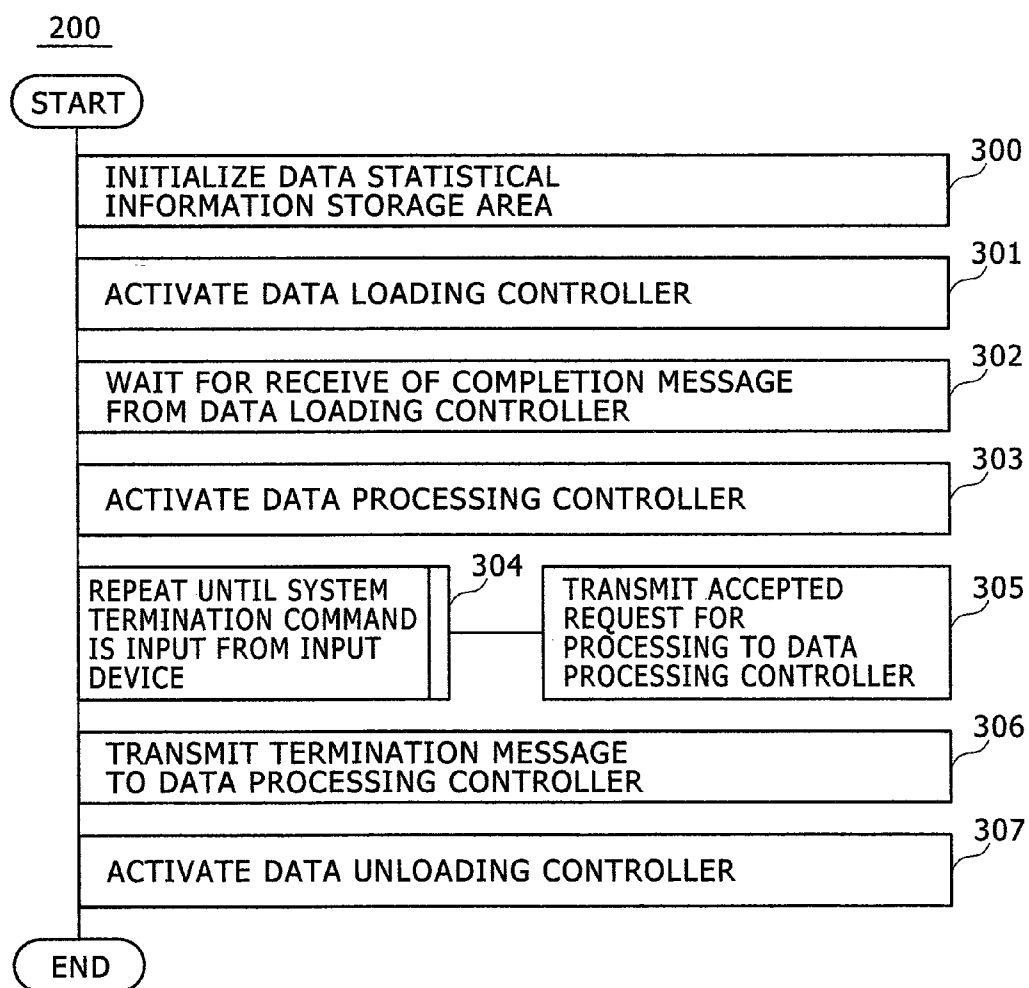 200
START
300
INITIALIZE DATA STATISTICAL
INFORMATION STORAGE AREA
301
ACTIVATE DATA LOADING CONTROLLER
302
WAIT FOR RECEIVE OF COMPLETION MESSAGE
FROM DATA LOADING CONTROLLER
303
ACTIVATE DATA PROCESSING CONTROLLER
304
REPEAT UNTIL SYSTEM
TERMINATION COMMAND
IS INPUT FROM INPUT
DEVICE
305
TRANSMIT ACCEPTED
REQUEST FOR
PROCESSING TO DATA
PROCESSING CONTROLLER
306
TRANSMIT TERMINATION MESSAGE
TO DATA PROCESSING CONTROLLER
307
ACTIVATE DATA UNLOADING CONTROLLER
END